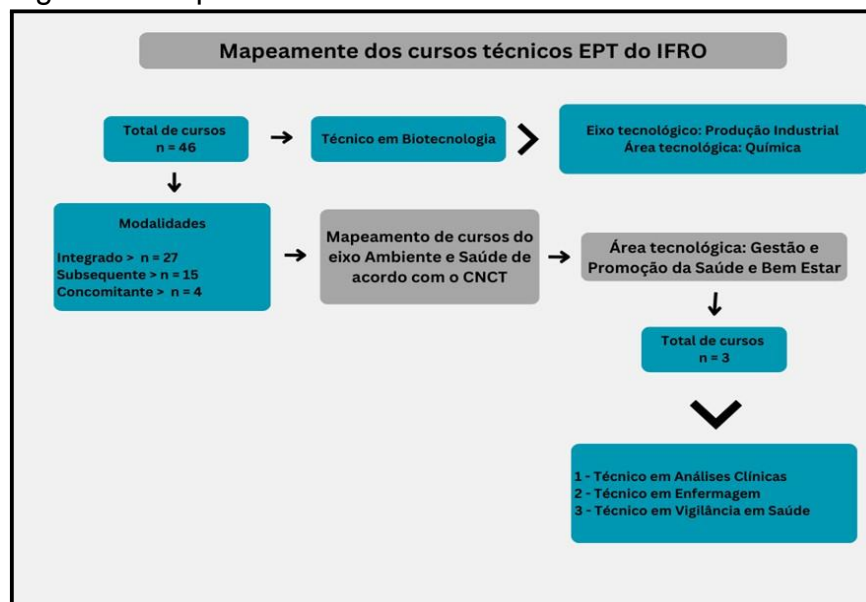 Mapeamente dos cursos técnicos EPT do IFRO
Total de cursos
n = 46
Técnico em Biotecnologia
Eixo tecnológico: Produção Industrial
Área tecnológica: Química
Modalidades
Integrado > n = 27
Subsequente > n = 15
Concomitante > n = 4
Mapeamento de cursos do
eixo Ambiente e Saúde de
acordo com o CNCT
Área tecnológica: Gestão e
Promoção da Saúde e Bem Estar
Total de cursos
n = 3
1 - Técnico em Análises Clínicas
2 - Técnico em Enfermagem
3 - Técnico em Vigilância em Saúde